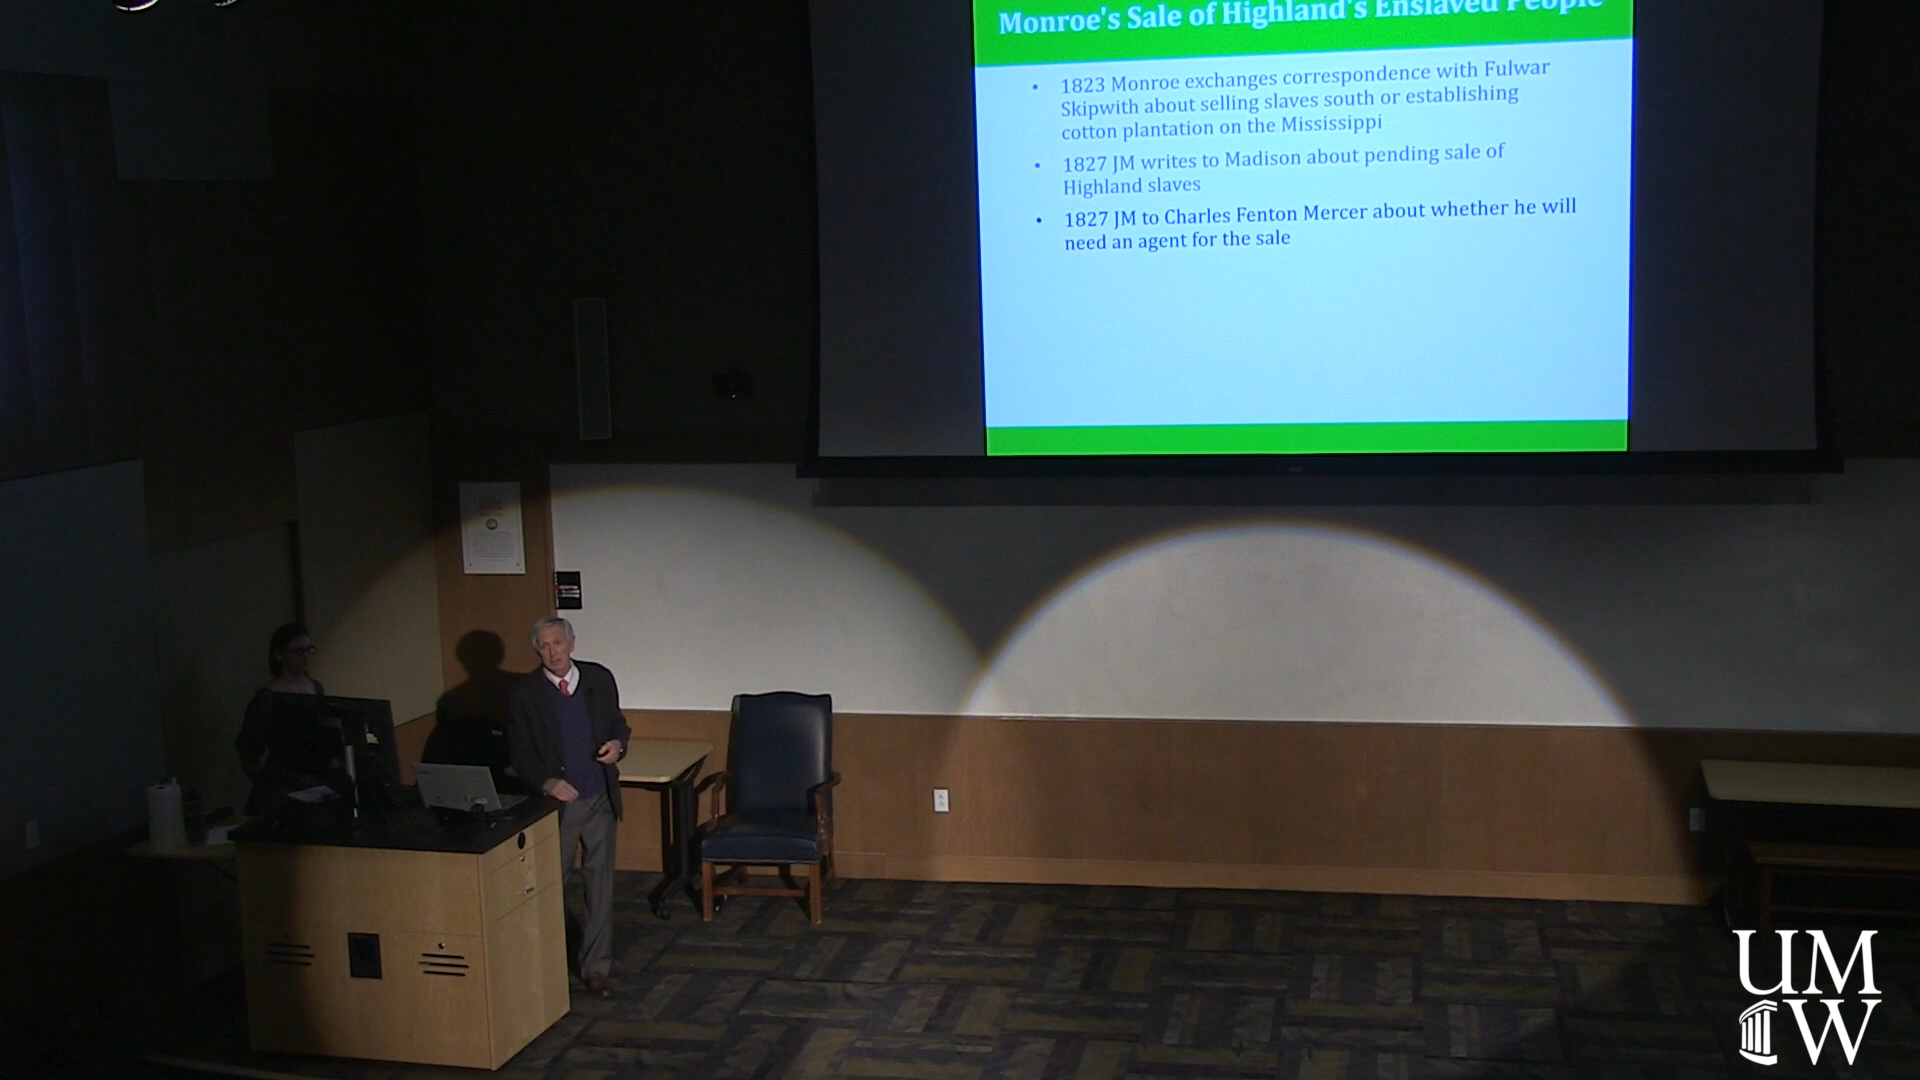 Monroe's Sale of Highland's Enslaved People
• 1823 Monroe exchanges correspondence with Fulwar
Skipwith about selling slaves south or establishing
cotton plantation on the Mississippi
• 1827 JM writes to Madison about pending sale of
Highland slaves
• 1827 JM to Charles Fenton Mercer about whether he will
need an agent for the sale
UM
W